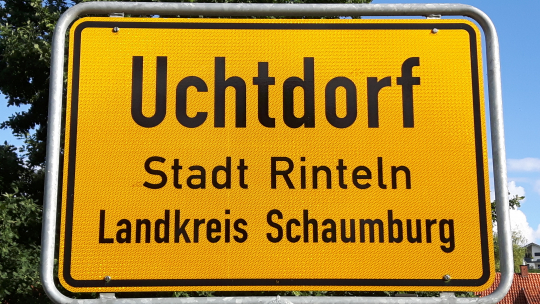 Uchtdorf
Stadt Rinteln
Landkreis Schaumburg